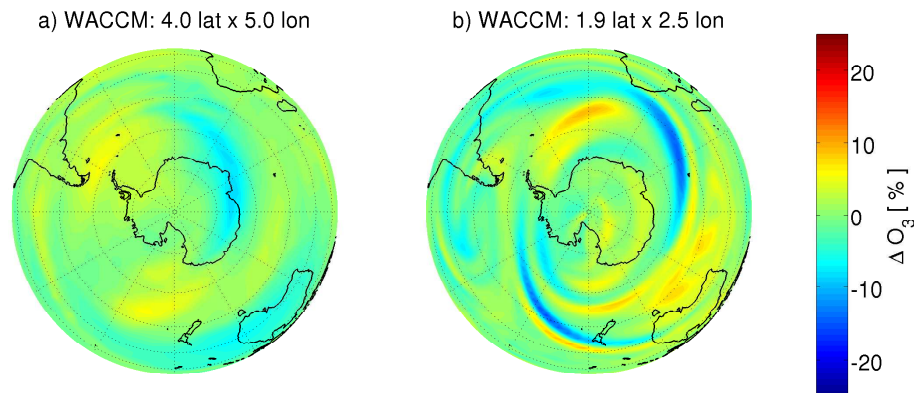 a) WACCM: 4.0 lat x 5.0 lon
b) WACCM: 1.9 lat x 2.5 lon
20
10
0
-10
-20
Δ O₃ [ % ]